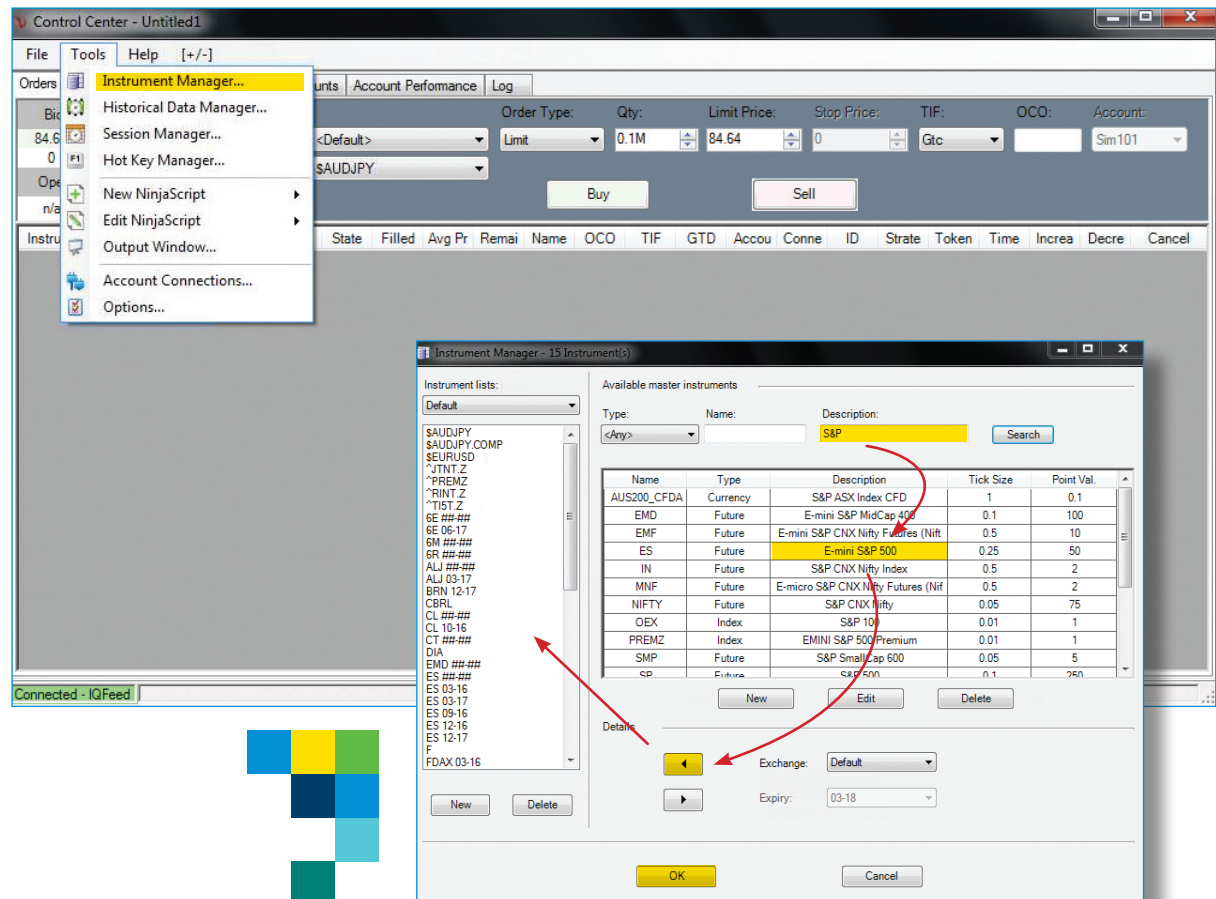 Control Center - Untitled1
File Tools Help [+/-]
Orders unts Account Performance Log
Instrument Manager...
Historical Data Manager...
Session Manager...
F1 Hot Key Manager...
New NinjaScript
Edit NinjaScript
Output Window...
Account Connections...
Options...
Order Type: Qty: Limit Price: Stop Price: TIF: OCO: Account:
84.6 <Default> Limit 0.1M 84.64 0 Gtc Sim101
0 $AUDJPY
Ope
n/a Buy Sell
Instru State Filled Avg Pr Remai Name OCO TIF GTD Accou Conne ID Strate Token Time Increa Decre Cancel
Connected - IQFeed
Instrument Manager - 15 Instrument(s)
Instrument lists:
Default
$AUDJPY
$AUDJPY.COMP
$EURUSD
^JTNT.Z
^PREMZ
^RINT.Z
^TI5T.Z
6E ##-##
6E 06-17
6M ##-##
6R ##-##
ALJ ##-##
ALJ 03-17
BRN 12-17
CBRL
CL ##-##
CL 10-16
CT ##-##
DIA
EMD ##-##
ES ##-##
ES 03-16
ES 03-17
ES 09-16
ES 12-16
ES 12-17
F
FDAX 03-16
New Delete
Available master instruments
Type: Name: Description:
<Any> S&P Search
Name Type Description Tick Size Point Val.
AUS200_CFDA Currency S&P ASX Index CFD 1 0.1
EMD Future E-mini S&P MidCap 400 0.1 100
EMF Future E-mini S&P CNX Nifty Futures (Nift 0.5 10
ES Future E-mini S&P 500 0.25 50
IN Future S&P CNX Nifty Index 0.5 2
MNF Future E-micro S&P CNX Nifty Futures (Nif 0.5 2
NIFTY Future S&P CNX Nifty 0.05 75
OEX Index S&P 100 0.01 1
PREMZ Index EMINI S&P 500 Premium 0.01 1
SMP Future S&P SmallCap 600 0.05 5
SP Future S&P 500 0.1 250
New Edit Delete
Details
Exchange: Default
Expiry: 03-18
OK Cancel